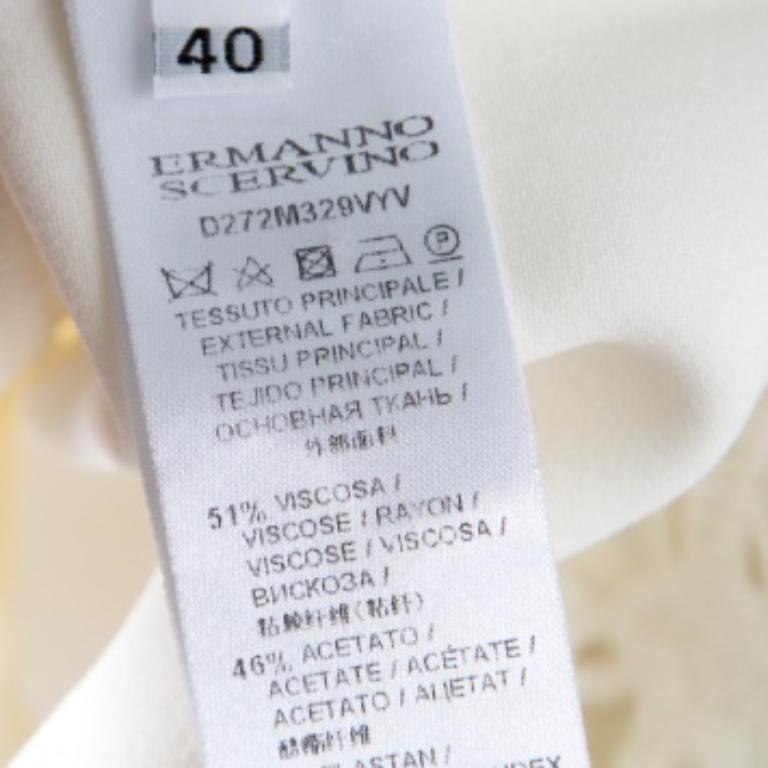 40
ERMANNO
SCERVINO
D272M329VYV
P
TESSUTO PRINCIPALE /
EXTERNAL FABRIC /
TISSU PRINCIPAL /
TEJIDO PRINCIPAL /
ОСНОВНАЯ ТКАНЬ /
外部面料
51% VISCOSA /
VISCOSE / RAYON /
VISCOSE / VISCOSA /
ВИСКОЗА /
粘胶纤维(粘纤)
46% ACETATO /
ACETATE / ACÉTATE /
ACETATO / АЦЕТАТ /
醋酯纤维